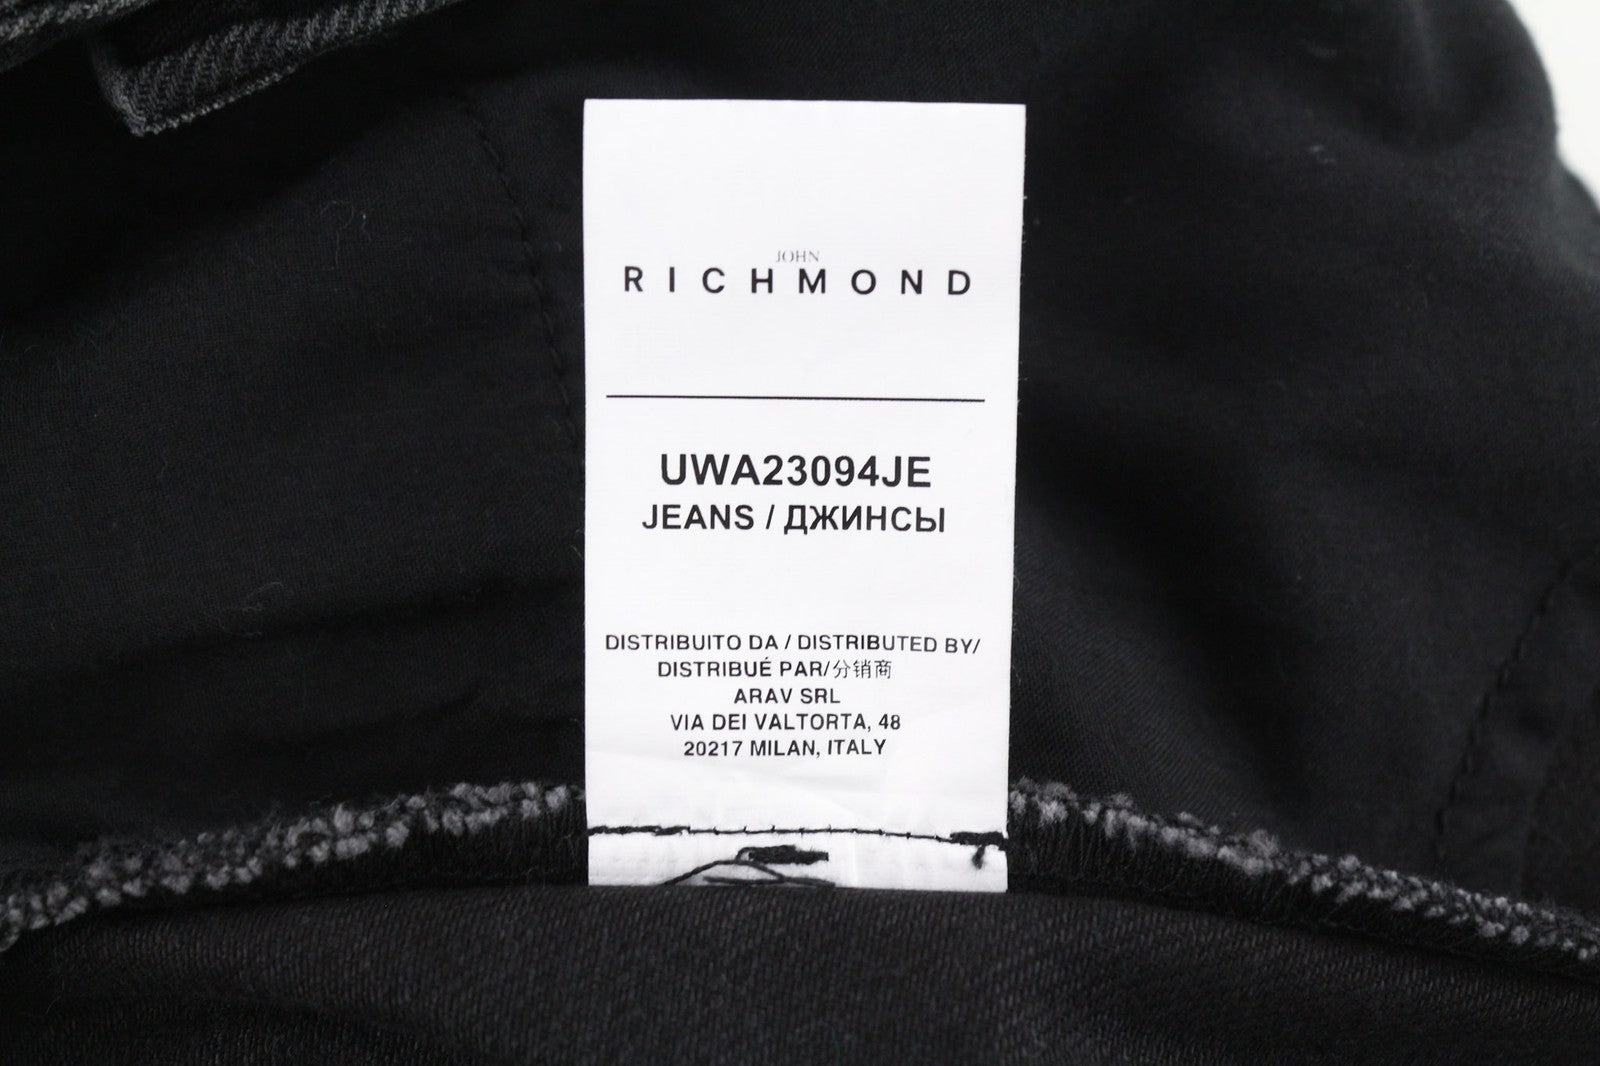 JOHN
RICHMOND
UWA23094JE
JEANS / ДЖИНСЫ
DISTRIBUITO DA / DISTRIBUTED BY/
DISTRIBUÉ PAR/分销商
ARAV SRL
VIA DEI VALTORTA, 48
20217 MILAN, ITALY